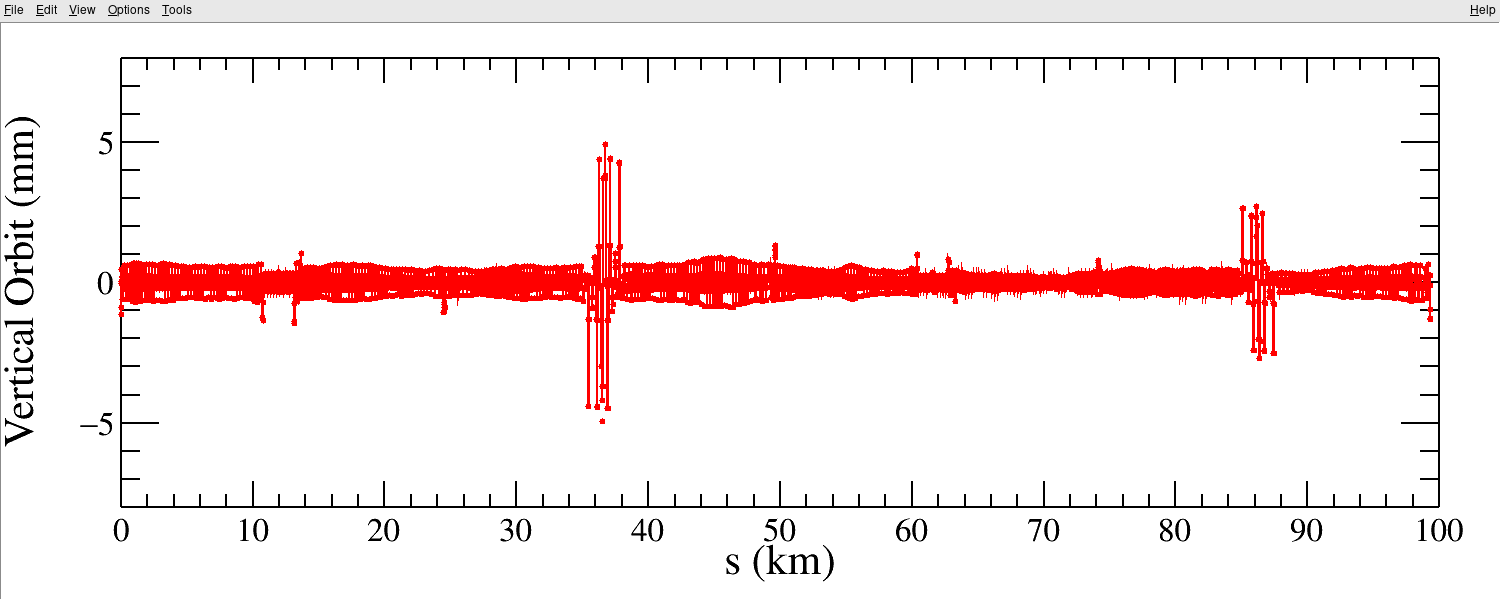 File Edit View Options Tools Help
Vertical Orbit (mm)
5
0
−5
0 10 20 30 40 50 60 70 80 90 100
s (km)